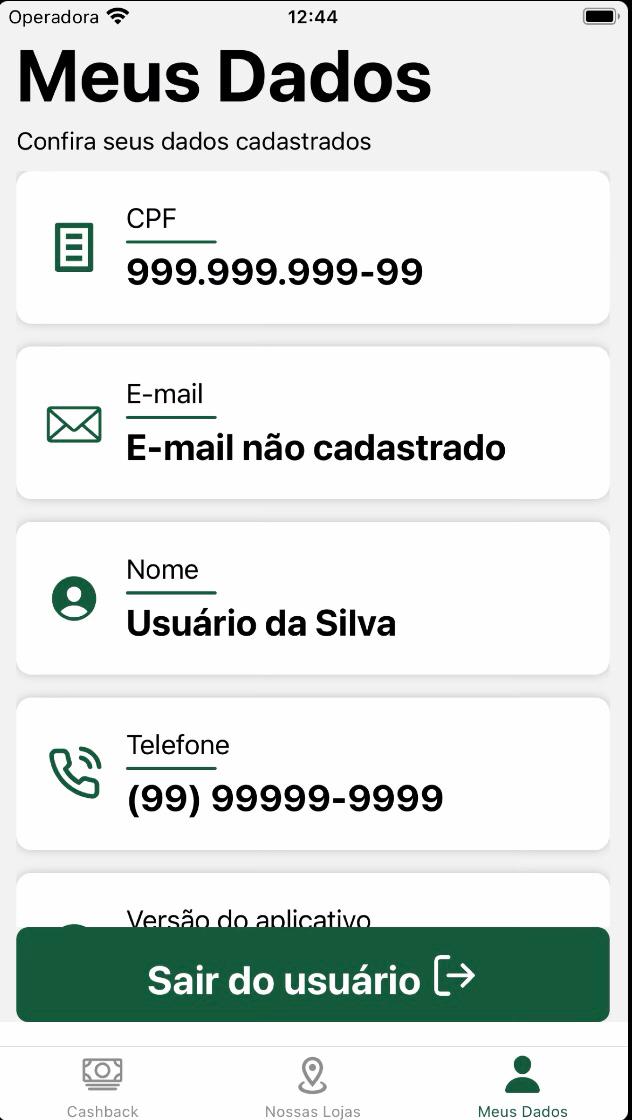 Operadora 12:44
Meus Dados
Confira seus dados cadastrados
CPF
999.999.999-99
E-mail
E-mail não cadastrado
Nome
Usuário da Silva
Telefone
(99) 99999-9999
Versão do aplicativo
Sair do usuário
Cashback Nossas Lojas Meus Dados